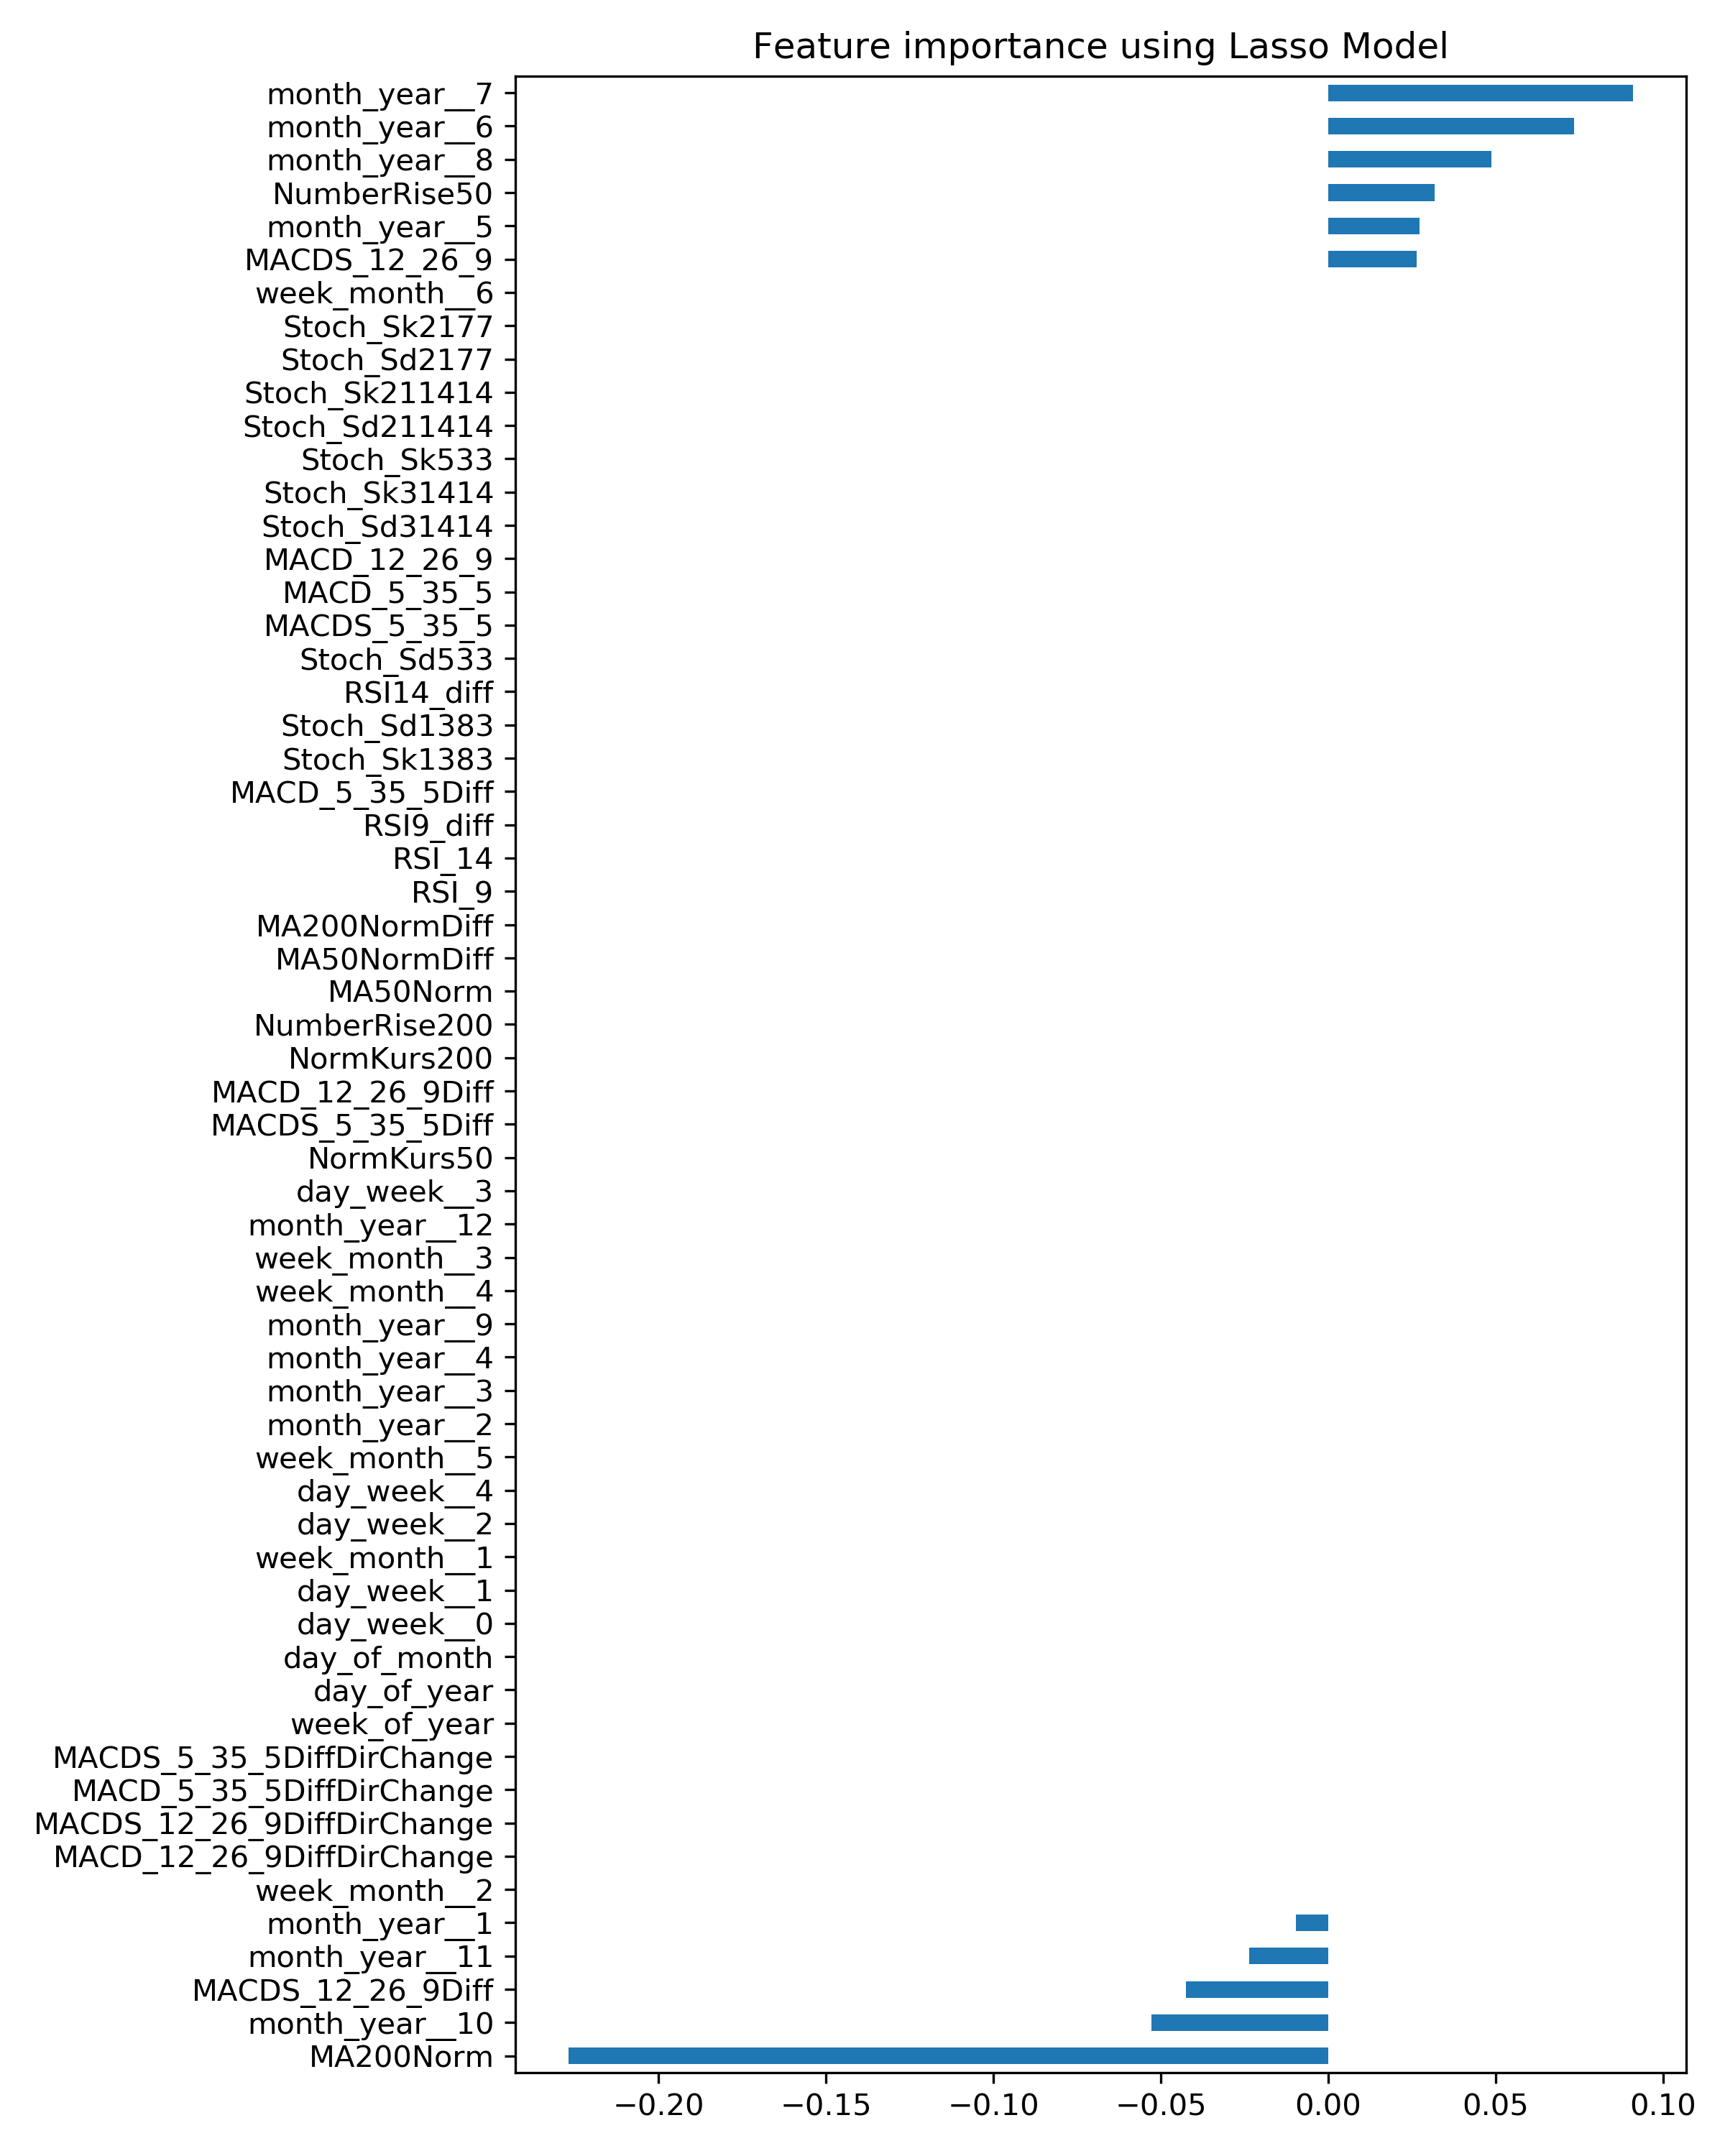 Feature importance using Lasso Model
month_year__7
month_year__6
month_year__8
NumberRise50
month_year__5
MACDS_12_26_9
week_month__6
Stoch_Sk2177
Stoch_Sd2177
Stoch_Sk211414
Stoch_Sd211414
Stoch_Sk533
Stoch_Sk31414
Stoch_Sd31414
MACD_12_26_9
MACD_5_35_5
MACDS_5_35_5
Stoch_Sd533
RSI14_diff
Stoch_Sd1383
Stoch_Sk1383
MACD_5_35_5Diff
RSI9_diff
RSI_14
RSI_9
MA200NormDiff
MA50NormDiff
MA50Norm
NumberRise200
NormKurs200
MACD_12_26_9Diff
MACDS_5_35_5Diff
NormKurs50
day_week__3
month_year__12
week_month__3
week_month__4
month_year__9
month_year__4
month_year__3
month_year__2
week_month__5
day_week__4
day_week__2
week_month__1
day_week__1
day_week__0
day_of_month
day_of_year
week_of_year
MACDS_5_35_5DiffDirChange
MACD_5_35_5DiffDirChange
MACDS_12_26_9DiffDirChange
MACD_12_26_9DiffDirChange
week_month__2
month_year__1
month_year__11
MACDS_12_26_9Diff
month_year__10
MA200Norm
−0.20 −0.15 −0.10 −0.05 0.00 0.05 0.10